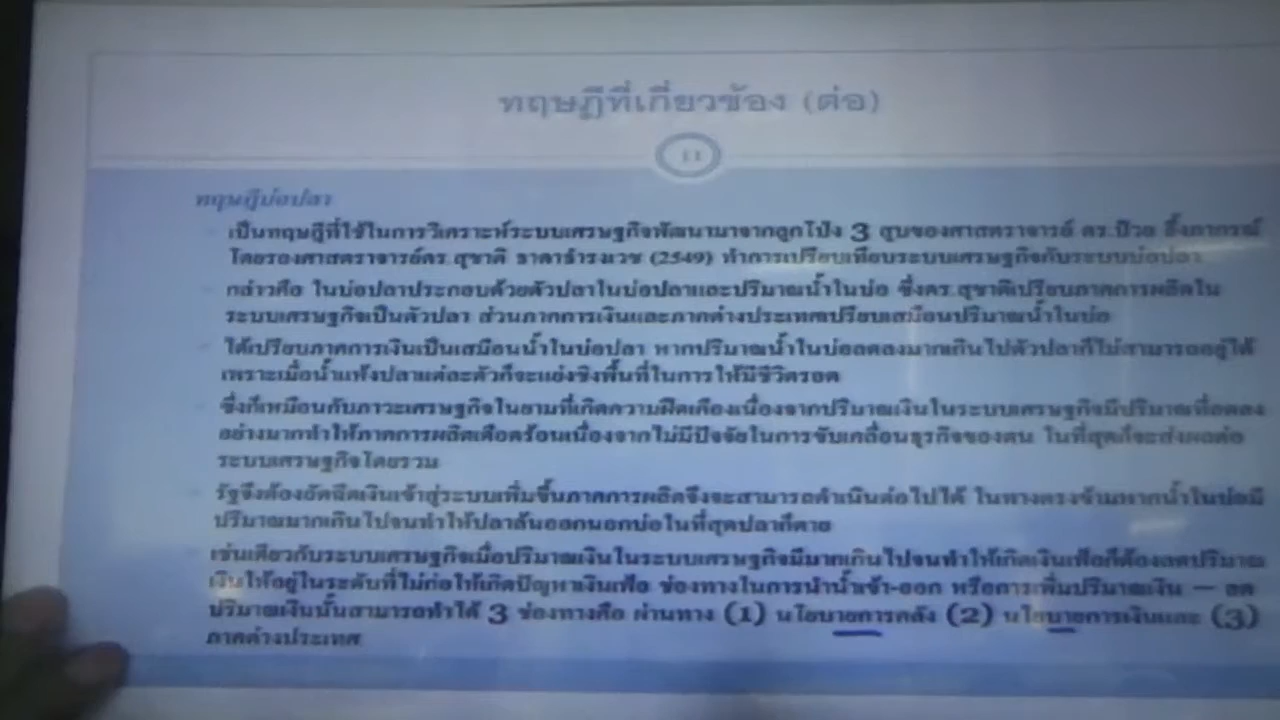 ทฤษฎีที่เกี่ยวข้อง (ต่อ)
11
ทฤษฎีบ่อปลา
เป็นทฤษฎีที่ใช้ในการวิเคราะห์ระบบเศรษฐกิจพัฒนามาจากลูกโป่ง 3 สูบของศาสตราจารย์ ดร.ป๋วย อึ๊งภากรณ์
โดยรองศาสตราจารย์ดร.สุชาติ ธาดาธำรงเวช (2549) ทำการเปรียบเทียบระบบเศรษฐกิจกับระบบบ่อปลา
กล่าวคือ ในบ่อปลาประกอบด้วยตัวปลาในบ่อปลาและปริมาณน้ำในบ่อ ซึ่งดร.สุชาติเปรียบภาคการผลิตใน
ระบบเศรษฐกิจเป็นตัวปลา ส่วนภาคการเงินและภาคต่างประเทศเปรียบเสมือนปริมาณน้ำในบ่อ
ได้เปรียบภาคการเงินเป็นเสมือนน้ำในบ่อปลา หากปริมาณน้ำในบ่อลดลงมากเกินไปตัวปลาก็ไม่สามารถอยู่ได้
เพราะเมื่อน้ำแห้งปลาแต่ละตัวก็จะแย่งชิงพื้นที่ในการให้มีชีวิตรอด
ซึ่งก็เหมือนกับภาวะเศรษฐกิจในยามที่เกิดความฝืดเคืองเนื่องจากปริมาณเงินในระบบเศรษฐกิจมีปริมาณที่ลดลง
อย่างมากทำให้ภาคการผลิตเดือดร้อนเนื่องจากไม่มีปัจจัยในการขับเคลื่อนธุรกิจของตน ในที่สุดก็จะส่งผลต่อ
ระบบเศรษฐกิจโดยรวม
รัฐจึงต้องอัดฉีดเงินเข้าสู่ระบบเพิ่มขึ้นภาคการผลิตจึงจะสามารถดำเนินต่อไปได้ ในทางตรงข้ามหากน้ำในบ่อมี
ปริมาณมากเกินไปจนทำให้ปลาล้นออกนอกบ่อในที่สุดปลาก็ตาย
เช่นเดียวกับระบบเศรษฐกิจเมื่อปริมาณเงินในระบบเศรษฐกิจมีมากเกินไปจนทำให้เกิดเงินเฟ้อก็ต้องลดปริมาณ
เงินให้อยู่ในระดับที่ไม่ก่อให้เกิดปัญหาเงินเฟ้อ ช่องทางในการนำน้ำเข้า-ออก หรือการเพิ่มปริมาณเงิน – ลด
ปริมาณเงินนั้นสามารถทำได้ 3 ช่องทางคือ ผ่านทาง (1) นโยบายการคลัง (2) นโยบายการเงินและ (3)
ภาคต่างประเทศ